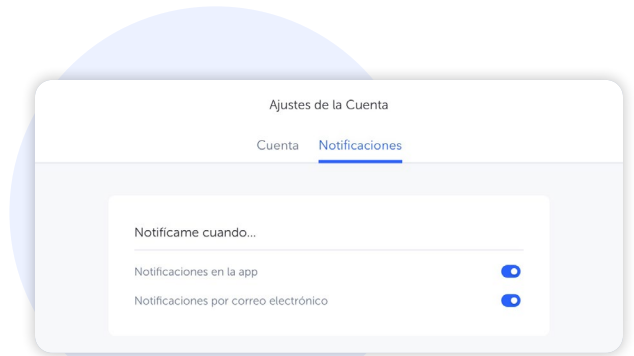 Ajustes de la Cuenta
Cuenta Notificaciones
Notifícame cuando...
Notificaciones en la app
Notificaciones por correo electrónico